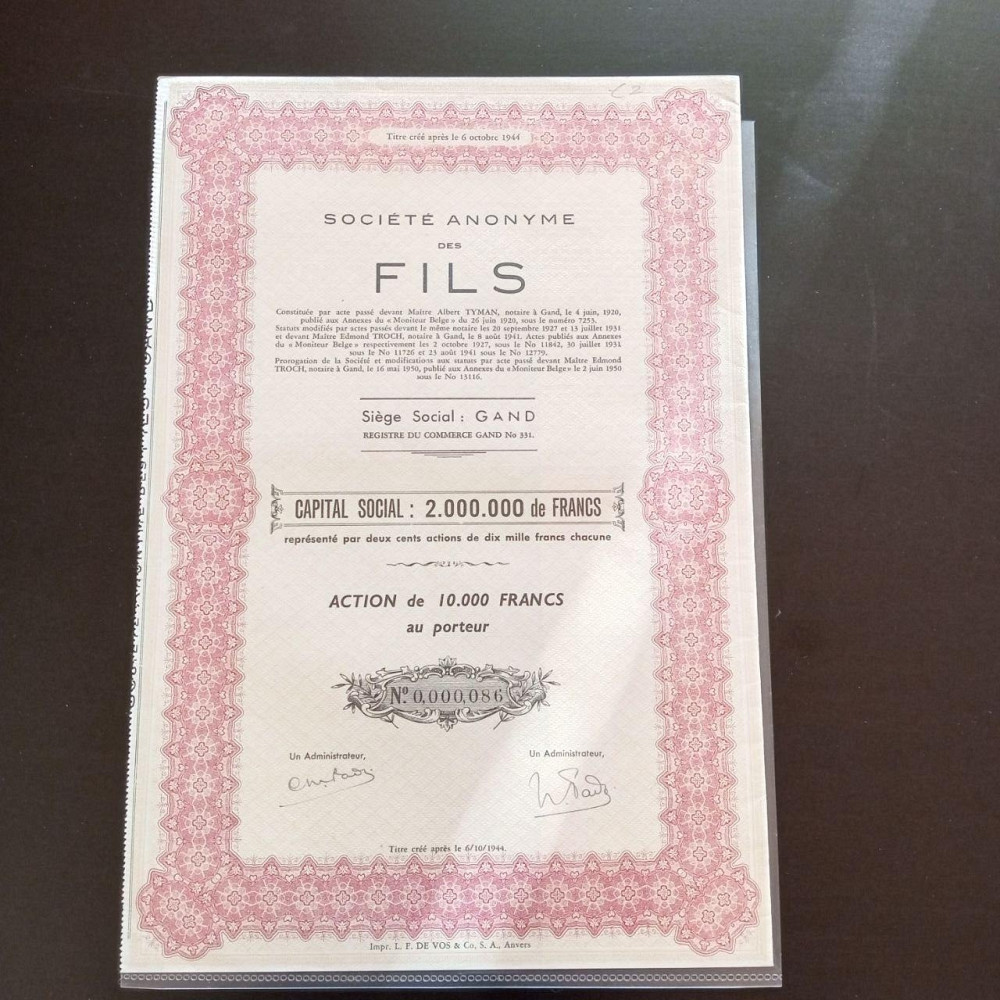 Titre créé après le 6 octobre 1944
SOCIÉTÉ ANONYME
DES
FILS
Constituée par acte passé devant Maître Albert TYMAN, notaire à Gand, le 4 juin, 1920,
publié aux Annexes du « Moniteur Belge » du 26 juin 1920, sous le numéro 7253.
Statuts modifiés par actes passés devant le même notaire les 20 septembre 1927 et 13 juillet 1931
et devant Maître Edmond TROCH, notaire à Gand, le 8 août 1941. Actes publiés aux Annexes
du « Moniteur Belge » respectivement les 2 octobre 1927, sous le No 11842, 30 juillet 1931
sous le No 11726 et 23 août 1941 sous le No 12779.
Prorogation de la Société et modifications aux statuts par acte passé devant Maître Edmond
TROCH, notaire à Gand, le 16 mai 1950, publié aux Annexes du « Moniteur Belge » le 2 juin 1950
sous le No 13116.
Siège Social : GAND
REGISTRE DU COMMERCE GAND No 331.
CAPITAL SOCIAL : 2.000.000 de FRANCS
représenté par deux cents actions de dix mille francs chacune
ACTION de 10.000 FRANCS
au porteur
Nº 0,000,086
Un Administrateur,
Un Administrateur,
Titre créé après le 6/10/1944.
Impr. L. F. DE VOS & Co, S. A., Anvers